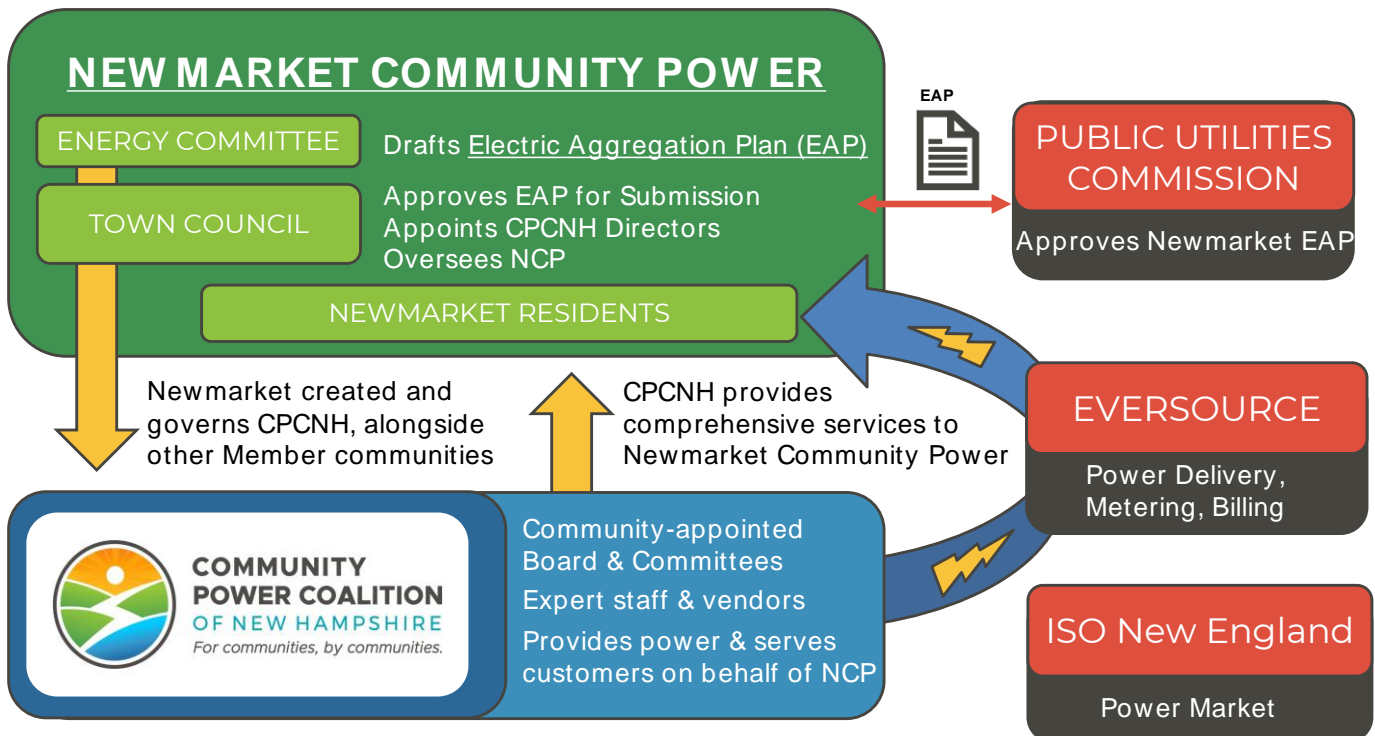 NEWMARKET COMMUNITY POWER
ENERGY COMMITTEE
Drafts Electric Aggregation Plan (EAP)
TOWN COUNCIL
Approves EAP for Submission
Appoints CPCNH Directors
Oversees NCP
NEWMARKET RESIDENTS
EAP
PUBLIC UTILITIES
COMMISSION
Approves Newmarket EAP
Newmarket created and
governs CPCNH, alongside
other Member communities
CPCNH provides
comprehensive services to
Newmarket Community Power
EVERSOURCE
Power Delivery,
Metering, Billing
COMMUNITY
POWER COALITION
OF NEW HAMPSHIRE
For communities, by communities.
Community-appointed
Board & Committees
Expert staff & vendors
Provides power & serves
customers on behalf of NCP
ISO New England
Power Market